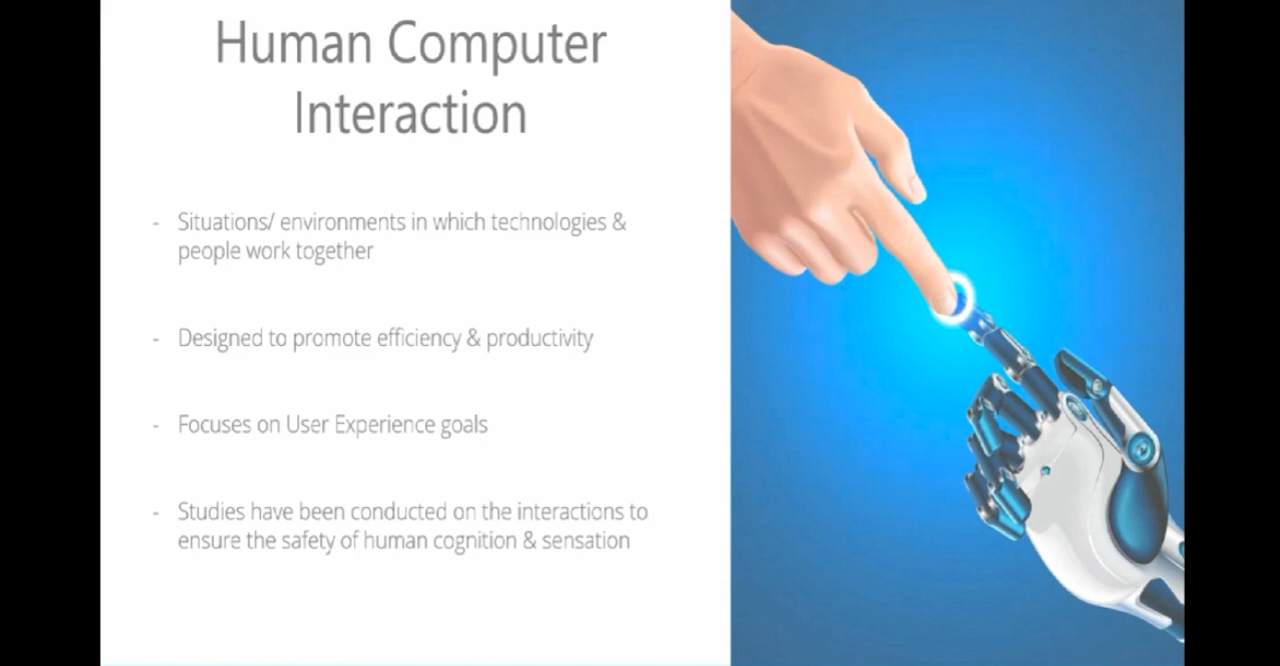 Human Computer
Interaction
- Situations/ environments in which technologies &
people work together
- Designed to promote efficiency & productivity
- Focuses on User Experience goals
- Studies have been conducted on the interactions to
ensure the safety of human cognition & sensation